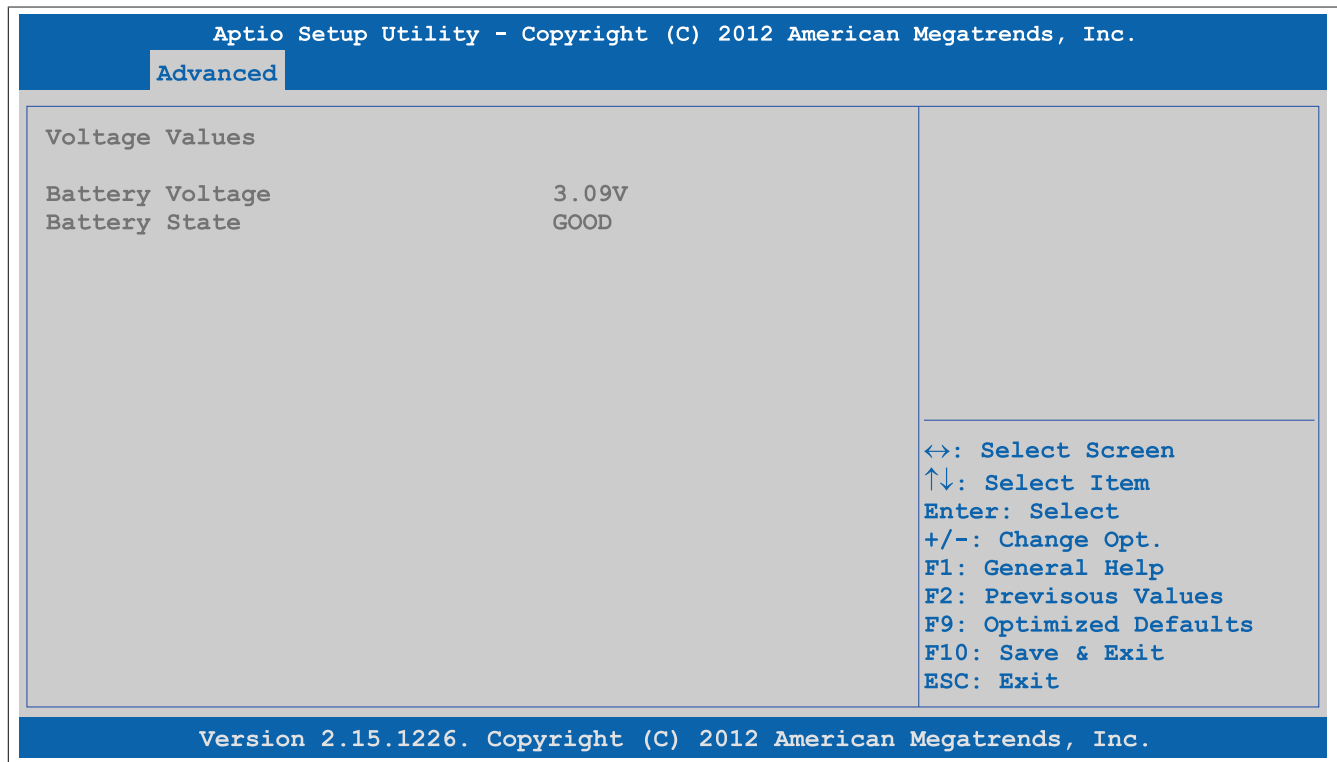 Aptio Setup Utility - Copyright (C) 2012 American Megatrends, Inc.
Advanced
Voltage Values
Battery Voltage 3.09V
Battery State GOOD
↔: Select Screen
↑↓: Select Item
Enter: Select
+/-: Change Opt.
F1: General Help
F2: Previsous Values
F9: Optimized Defaults
F10: Save & Exit
ESC: Exit
Version 2.15.1226. Copyright (C) 2012 American Megatrends, Inc.